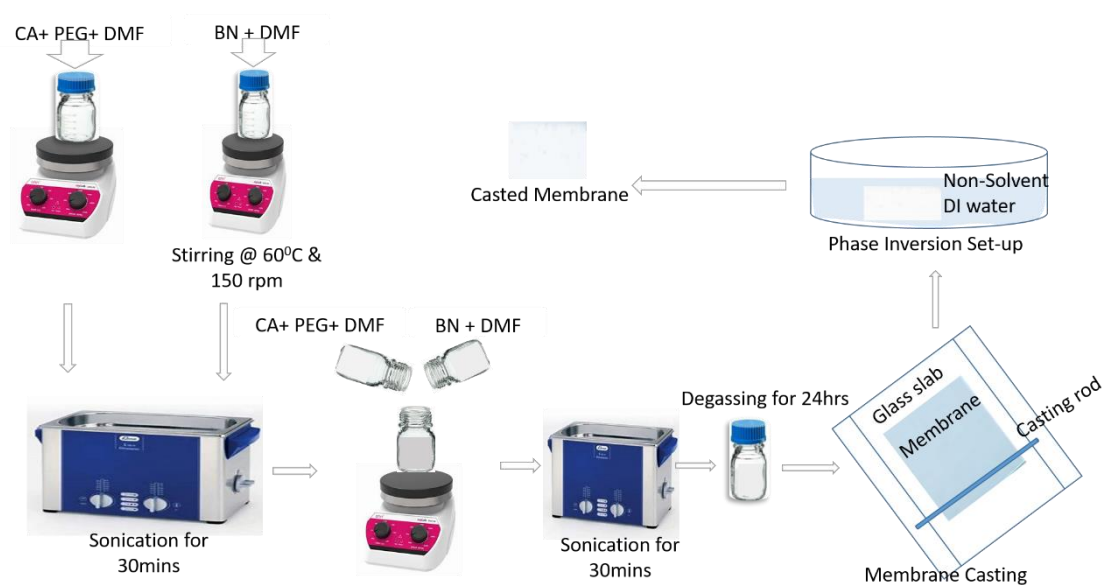 CA+ PEG+ DMF
BN + DMF
Stirring @ 60⁰C &
150 rpm
Sonication for
30mins
CA+ PEG+ DMF
BN + DMF
Sonication for
30mins
Degassing for 24hrs
Glass slab
Membrane
Casting rod
Membrane Casting
Non-Solvent
DI water
Phase Inversion Set-up
Casted Membrane